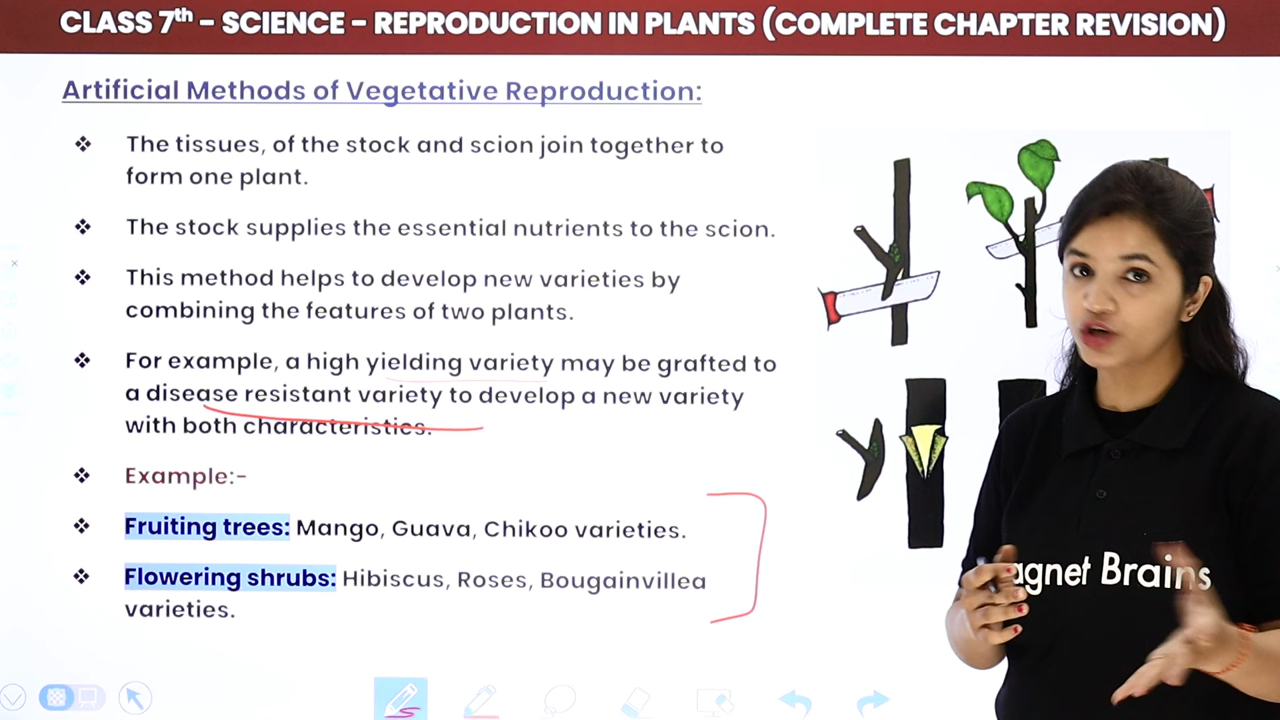 CLASS 7th – SCIENCE – REPRODUCTION IN PLANTS (COMPLETE CHAPTER REVISION)
Artificial Methods of Vegetative Reproduction:
❖ The tissues, of the stock and scion join together to
form one plant.
❖ The stock supplies the essential nutrients to the scion.
❖ This method helps to develop new varieties by
combining the features of two plants.
❖ For example, a high yielding variety may be grafted to
a disease resistant variety to develop a new variety
with both characteristics.
❖ Example:-
❖ Fruiting trees: Mango, Guava, Chikoo varieties.
❖ Flowering shrubs: Hibiscus, Roses, Bougainvillea
varieties.
agnet Brains